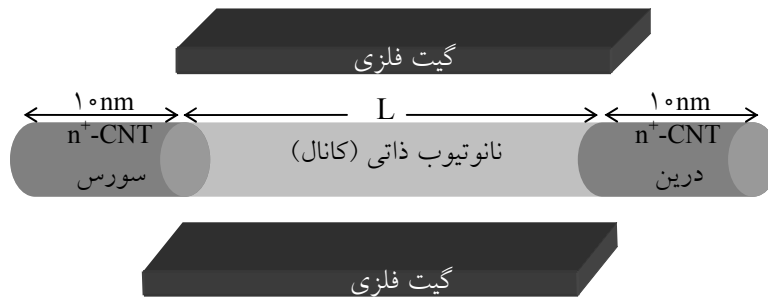 گیت فلزی
۱۰nm L ۱۰nm
n⁺-CNT نانوتیوب ذاتی (کانال) n⁺-CNT
سورس درین
گیت فلزی